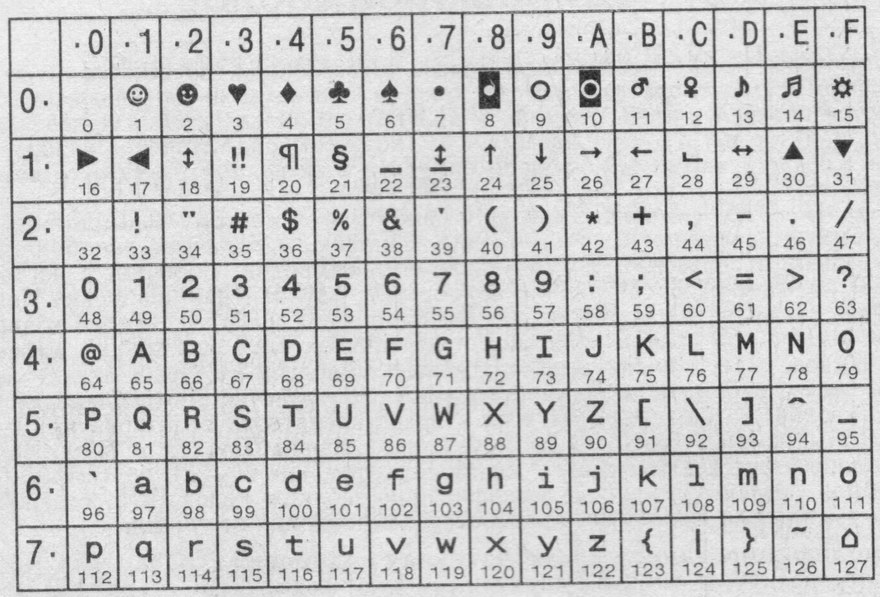 ·0 ·1 ·2 ·3 ·4 ·5 ·6 ·7 ·8 ·9 ·A ·B ·C ·D ·E ·F
0· ☺ ☻ ♥ ♦ ♣ ♠ • ◘ ○ ◙ ♂ ♀ ♪ ♫ ☼
0 1 2 3 4 5 6 7 8 9 10 11 12 13 14 15
1· ► ◄ ↕ ‼ ¶ § ▬ ↨ ↑ ↓ → ← ∟ ↔ ▲ ▼
16 17 18 19 20 21 22 23 24 25 26 27 28 29 30 31
2· ! " # $ % & ' ( ) * + , - . /
32 33 34 35 36 37 38 39 40 41 42 43 44 45 46 47
3· 0 1 2 3 4 5 6 7 8 9 : ; < = > ?
48 49 50 51 52 53 54 55 56 57 58 59 60 61 62 63
4· @ A B C D E F G H I J K L M N O
64 65 66 67 68 69 70 71 72 73 74 75 76 77 78 79
5· P Q R S T U V W X Y Z [ \ ] ^ _
80 81 82 83 84 85 86 87 88 89 90 91 92 93 94 95
6· ` a b c d e f g h i j k l m n o
96 97 98 99 100 101 102 103 104 105 106 107 108 109 110 111
7· p q r s t u v w x y z { | } ~ ⌂
112 113 114 115 116 117 118 119 120 121 122 123 124 125 126 127